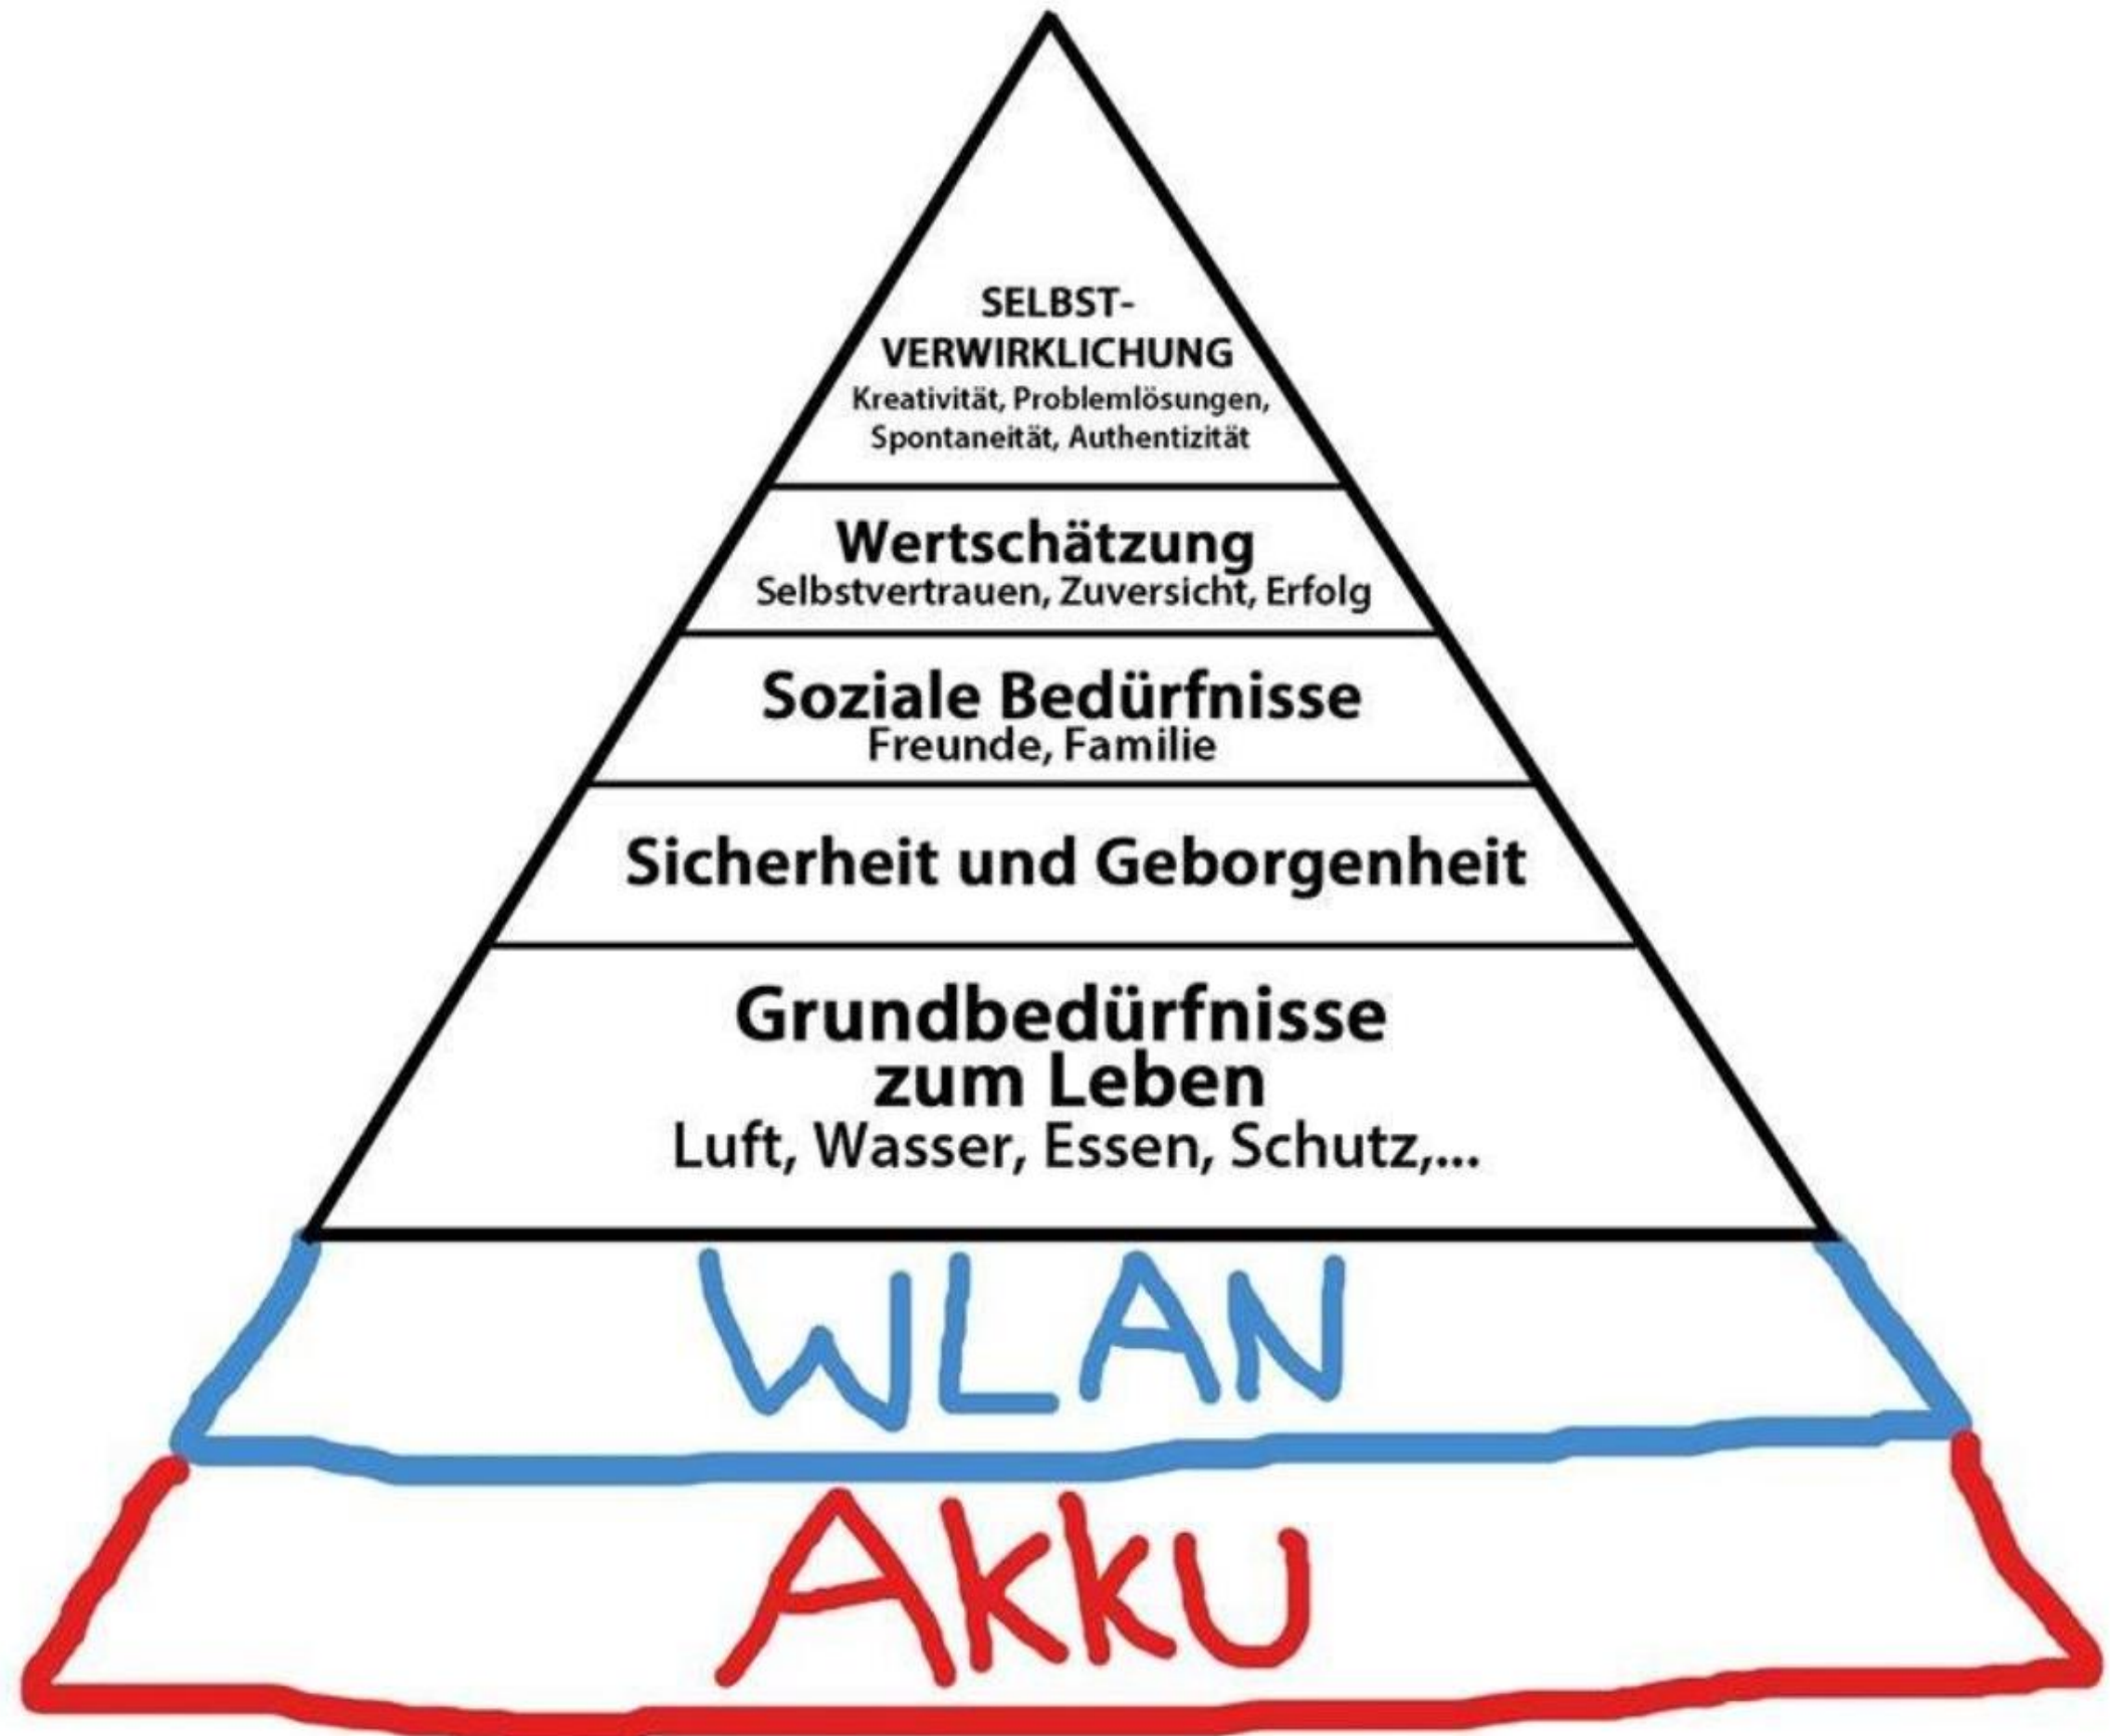 SELBST-
VERWIRKLICHUNG
Kreativität, Problemlösungen,
Spontaneität, Authentizität
Wertschätzung
Selbstvertrauen, Zuversicht, Erfolg
Soziale Bedürfnisse
Freunde, Familie
Sicherheit und Geborgenheit
Grundbedürfnisse
zum Leben
Luft, Wasser, Essen, Schutz,...
WLAN
AKKU